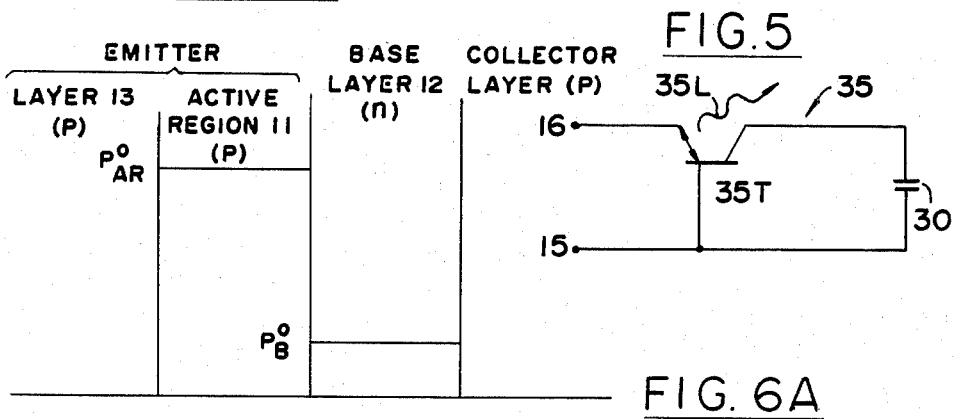 EMITTER
LAYER 13
(P)
ACTIVE
REGION 11
(P)
BASE
LAYER 12
(n)
COLLECTOR
LAYER (P)
P°AR
P°B
FIG.5
35L
35
16
35T
30
15
FIG. 6A